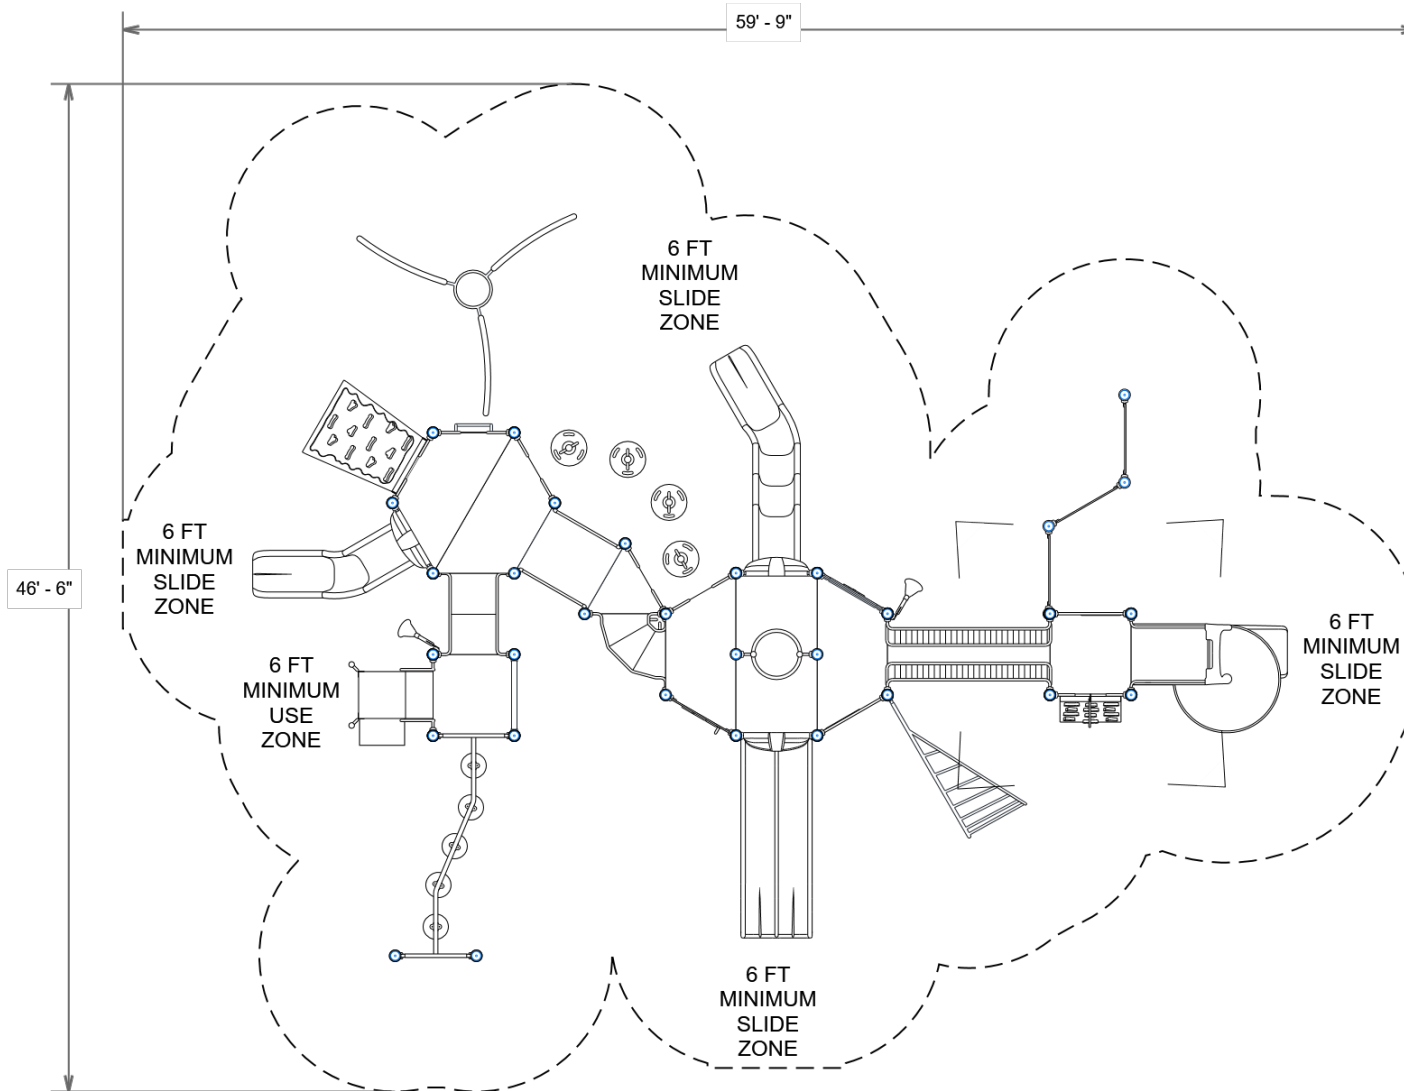 59' - 9"
6 FT
MINIMUM
SLIDE
ZONE
6 FT
MINIMUM
SLIDE
ZONE
46' - 6"
6 FT
MINIMUM
SLIDE
ZONE
6 FT
MINIMUM
USE
ZONE
6 FT
MINIMUM
SLIDE
ZONE